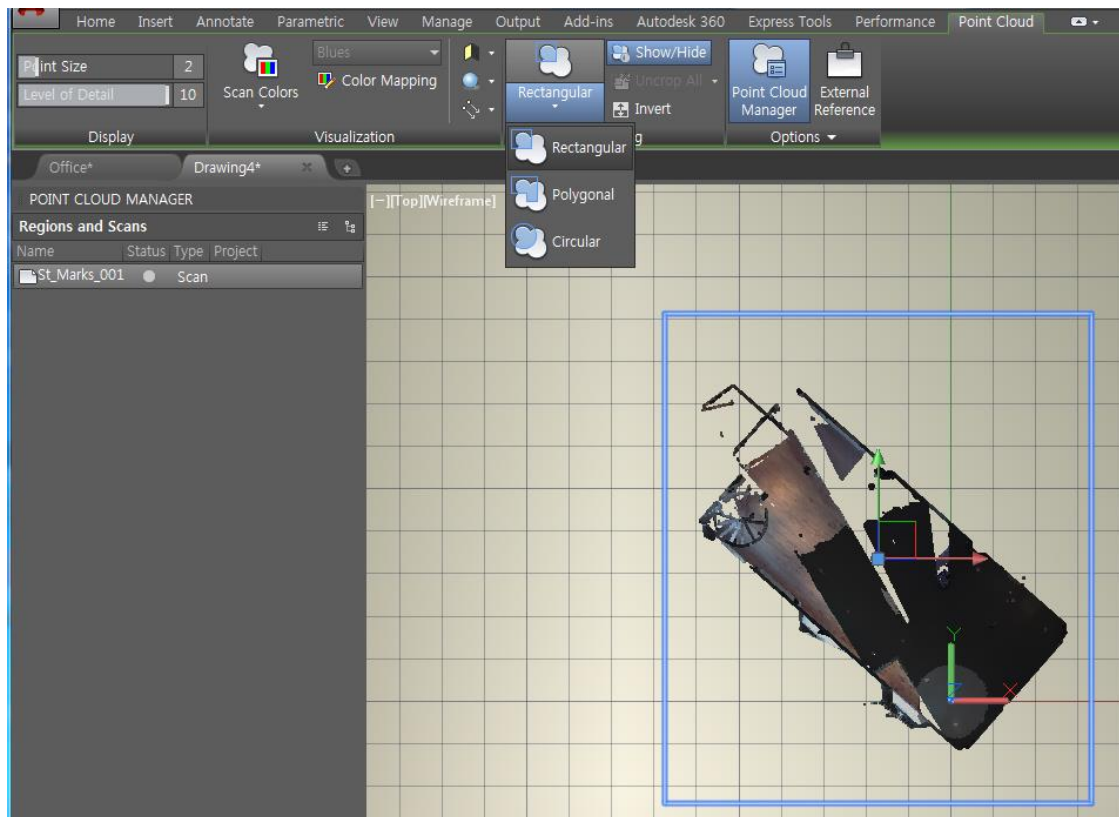 Home Insert Annotate Parametric View Manage Output Add-ins Autodesk 360 Express Tools Performance Point Cloud
Point Size 2
Level of Detail 10
Display
Scan Colors
Blues
Color Mapping
Visualization
Rectangular
Show/Hide
Uncrop All
Invert
g
Point Cloud Manager
External Reference
Options
Rectangular
Polygonal
Circular
Office*
Drawing4*
POINT CLOUD MANAGER
Regions and Scans
Name Status Type Project
St_Marks_001 Scan
[−][Top][Wireframe]
Y
Z
X